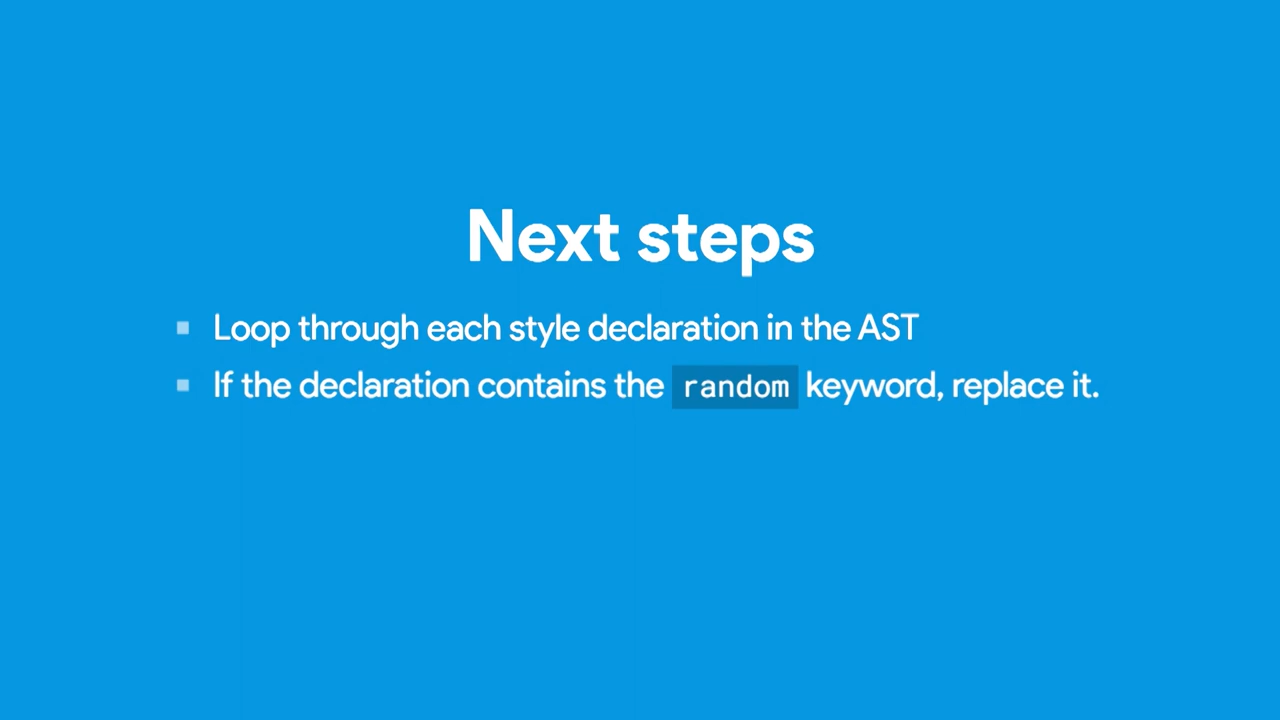 Next steps
Loop through each style declaration in the AST
If the declaration contains the random keyword, replace it.